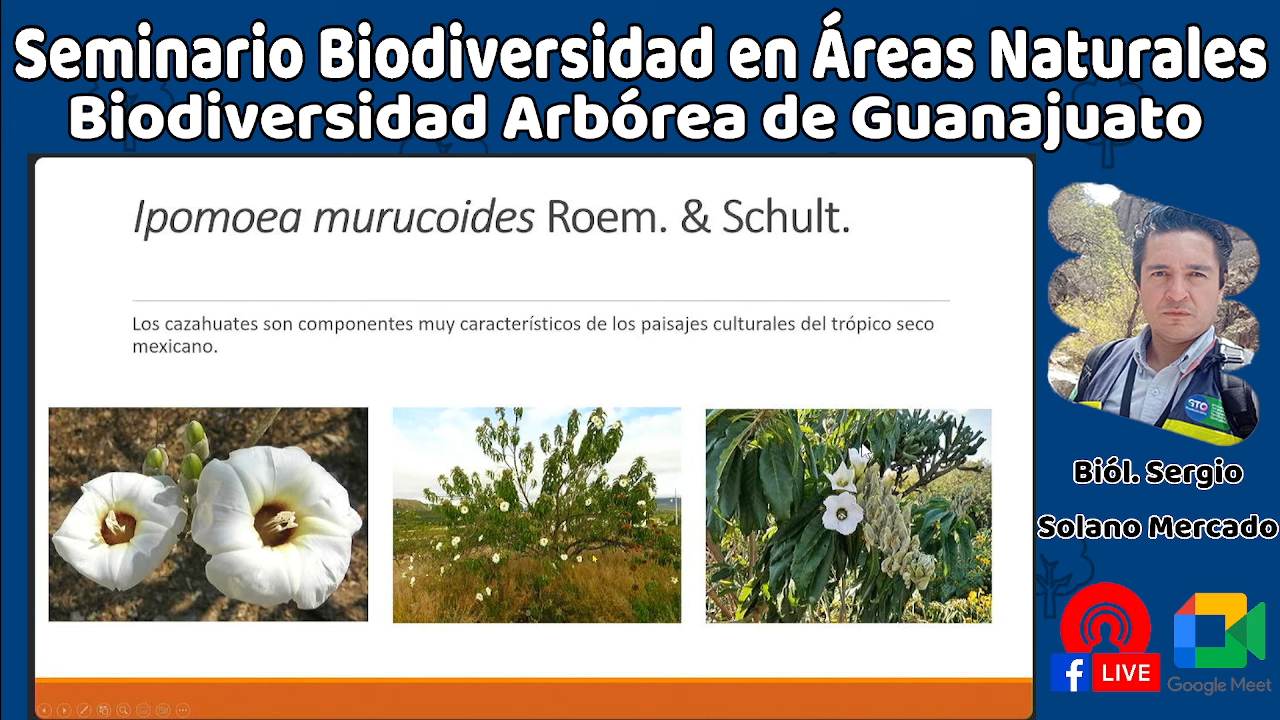 Seminario Biodiversidad en Áreas Naturales
Biodiversidad Arbórea de Guanajuato
Ipomoea murucoides Roem. & Schult.
Los cazahuates son componentes muy característicos de los paisajes culturales del trópico seco
mexicano.
GTO
Biól. Sergio
Solano Mercado
f LIVE
Google Meet